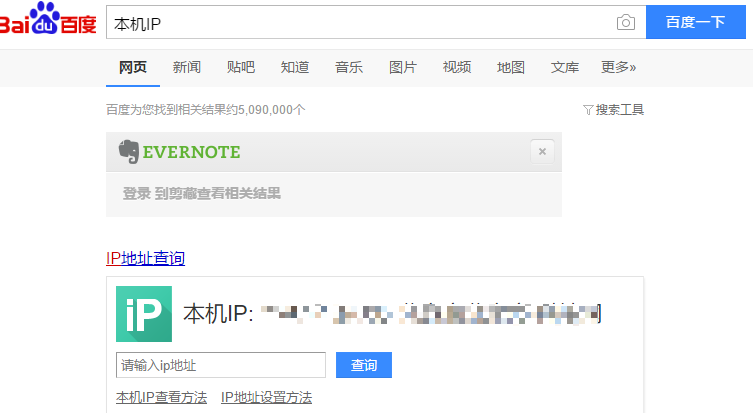 Bai du 百度 本机IP 百度一下
网页 新闻 贴吧 知道 音乐 图片 视频 地图 文库 更多»
百度为您找到相关结果约5,090,000个 搜索工具
EVERNOTE ×
登录 到剪藏查看相关结果
IP地址查询
iP 本机IP:
请输入ip地址 查询
本机IP查看方法 IP地址设置方法